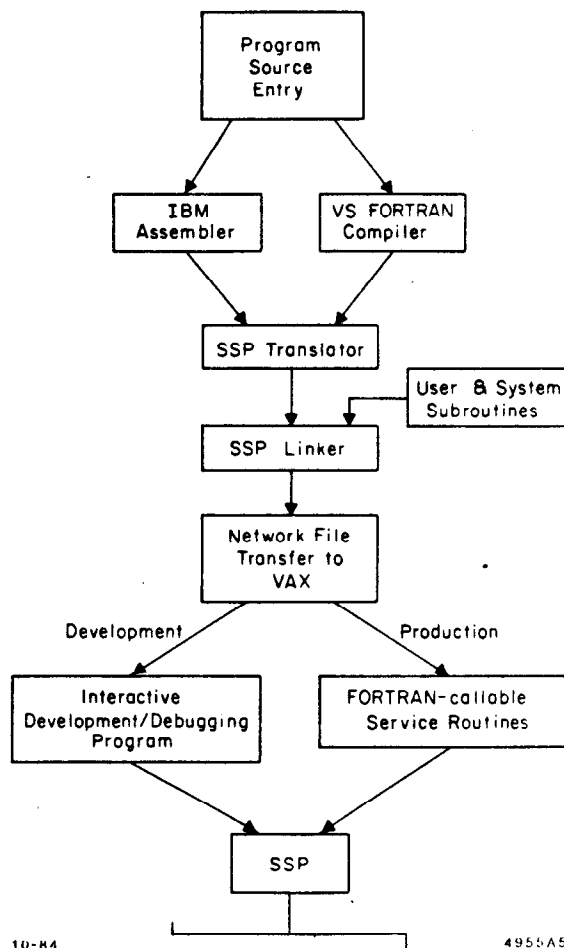 Program
Source
Entry
IBM
Assembler
VS FORTRAN
Compiler
SSP Translator
User & System
Subroutines
SSP Linker
Network File
Transfer to
VAX
Development
Production
Interactive
Development/Debugging
Program
FORTRAN-callable
Service Routines
SSP
10-84
4955A5